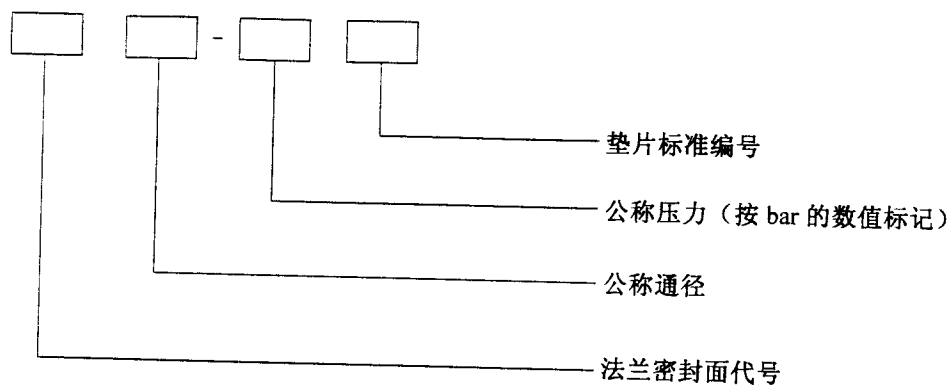 -
垫片标准编号
公称压力（按 bar 的数值标记）
公称通径
法兰密封面代号